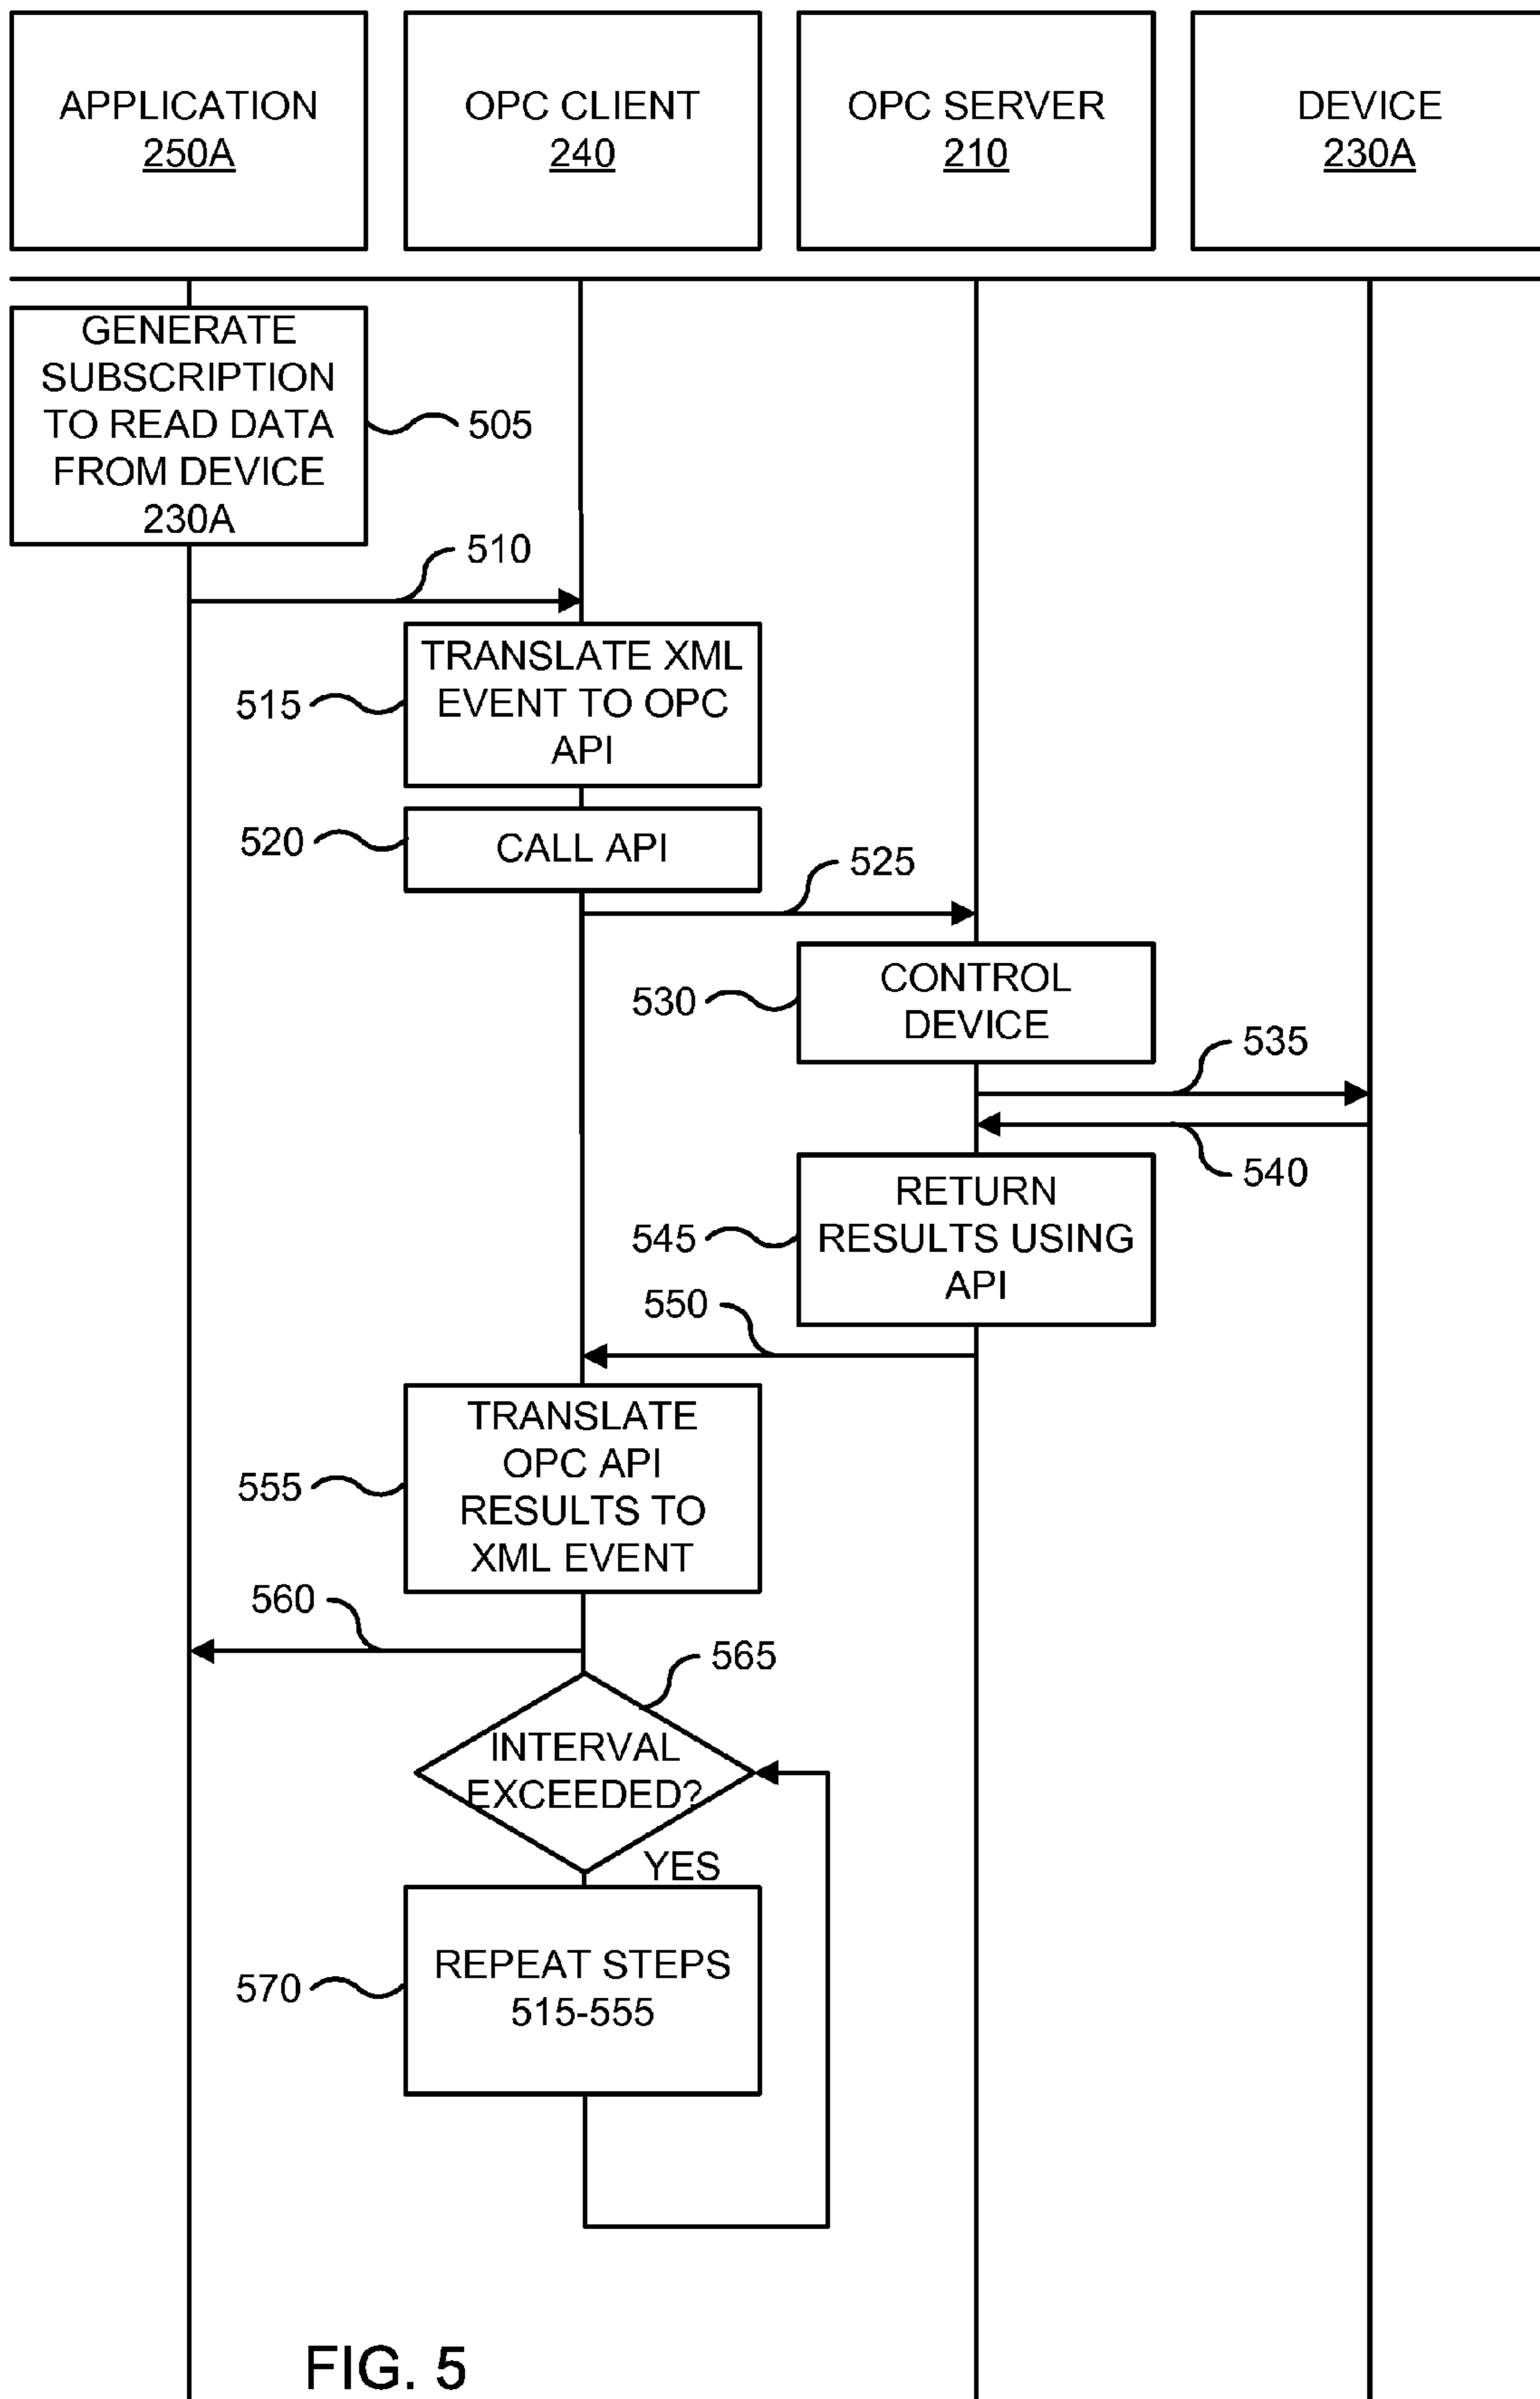 APPLICATION
250A
OPC CLIENT
240
OPC SERVER
210
DEVICE
230A
GENERATE
SUBSCRIPTION
TO READ DATA
FROM DEVICE
230A
505
510
TRANSLATE XML
EVENT TO OPC
API
515
CALL API
520
525
CONTROL
DEVICE
530
535
540
RETURN
RESULTS USING
API
545
550
TRANSLATE
OPC API
RESULTS TO
XML EVENT
555
560
565
INTERVAL
EXCEEDED?
YES
REPEAT STEPS
515-555
570
FIG. 5